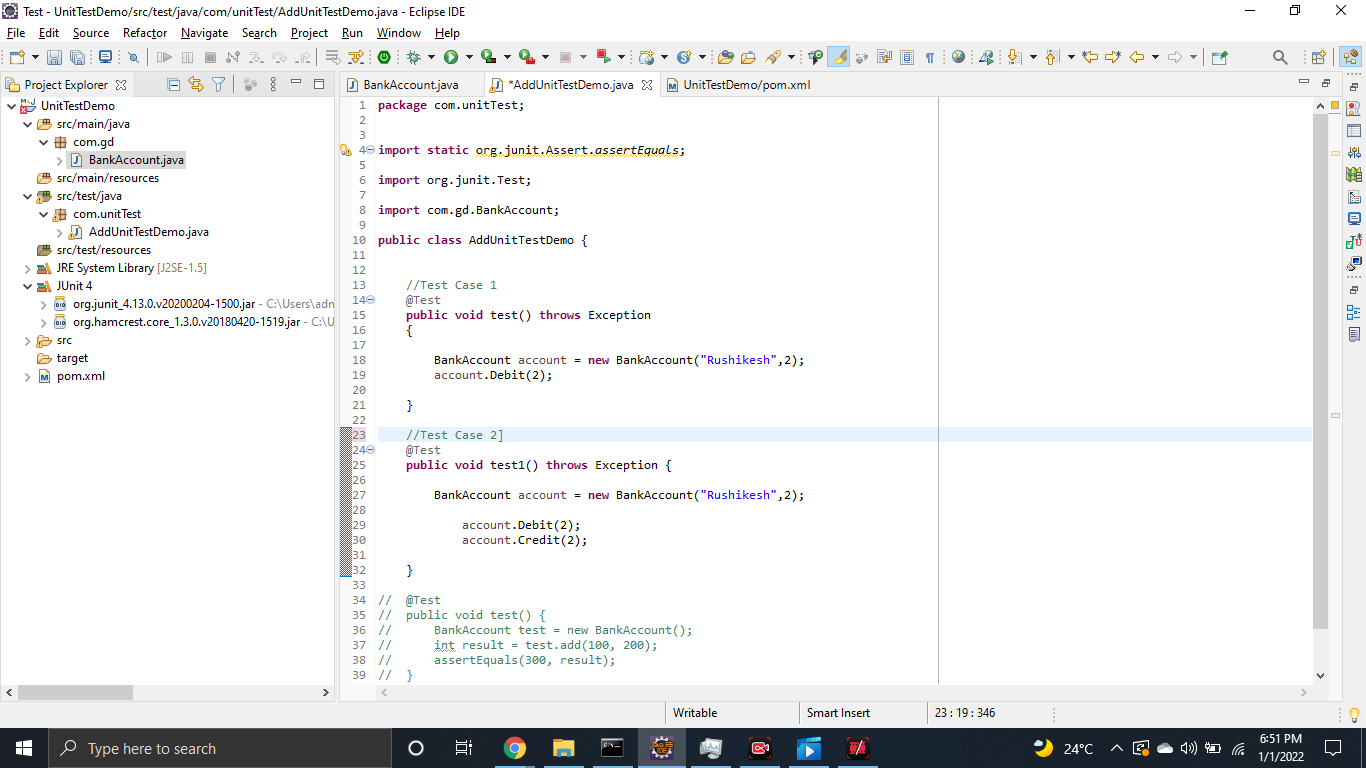 Test - UnitTestDemo/src/test/java/com/unitTest/AddUnitTestDemo.java - Eclipse IDE
File Edit Source Refactor Navigate Search Project Run Window Help
Project Explorer
BankAccount.java
*AddUnitTestDemo.java
UnitTestDemo/pom.xml
UnitTestDemo
src/main/java
com.gd
BankAccount.java
src/main/resources
src/test/java
com.unitTest
AddUnitTestDemo.java
src/test/resources
JRE System Library [J2SE-1.5]
JUnit 4
org.junit_4.13.0.v20200204-1500.jar - C:\Users\adn
org.hamcrest.core_1.3.0.v20180420-1519.jar - C:\U
src
target
pom.xml
1 package com.unitTest;
2
3
4 import static org.junit.Assert.assertEquals;
5
6 import org.junit.Test;
7
8 import com.gd.BankAccount;
9
10 public class AddUnitTestDemo {
11
12
13 //Test Case 1
14 @Test
15 public void test() throws Exception
16 {
17
18 BankAccount account = new BankAccount("Rushikesh",2);
19 account.Debit(2);
20
21 }
22
23 //Test Case 2]
24 @Test
25 public void test1() throws Exception {
26
27 BankAccount account = new BankAccount("Rushikesh",2);
28
29 account.Debit(2);
30 account.Credit(2);
31
32 }
33
34 // @Test
35 // public void test() {
36 // BankAccount test = new BankAccount();
37 // int result = test.add(100, 200);
38 // assertEquals(300, result);
39 // }
Writable
Smart Insert
23 : 19 : 346
Type here to search
24°C
6:51 PM
1/1/2022